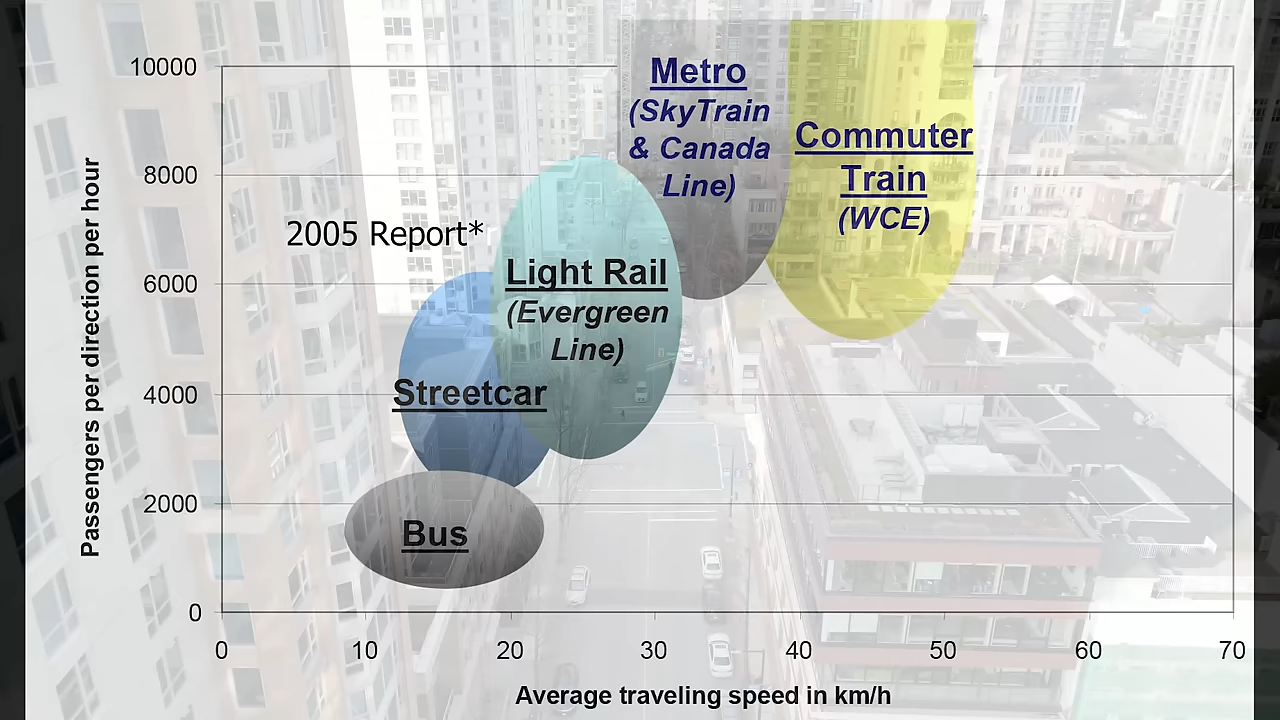 10000
8000
6000
4000
2000
0
Passengers per direction per hour
2005 Report*
Metro
(SkyTrain
& Canada
Line)
Commuter
Train
(WCE)
Light Rail
(Evergreen
Line)
Streetcar
Bus
0 10 20 30 40 50 60 70
Average traveling speed in km/h